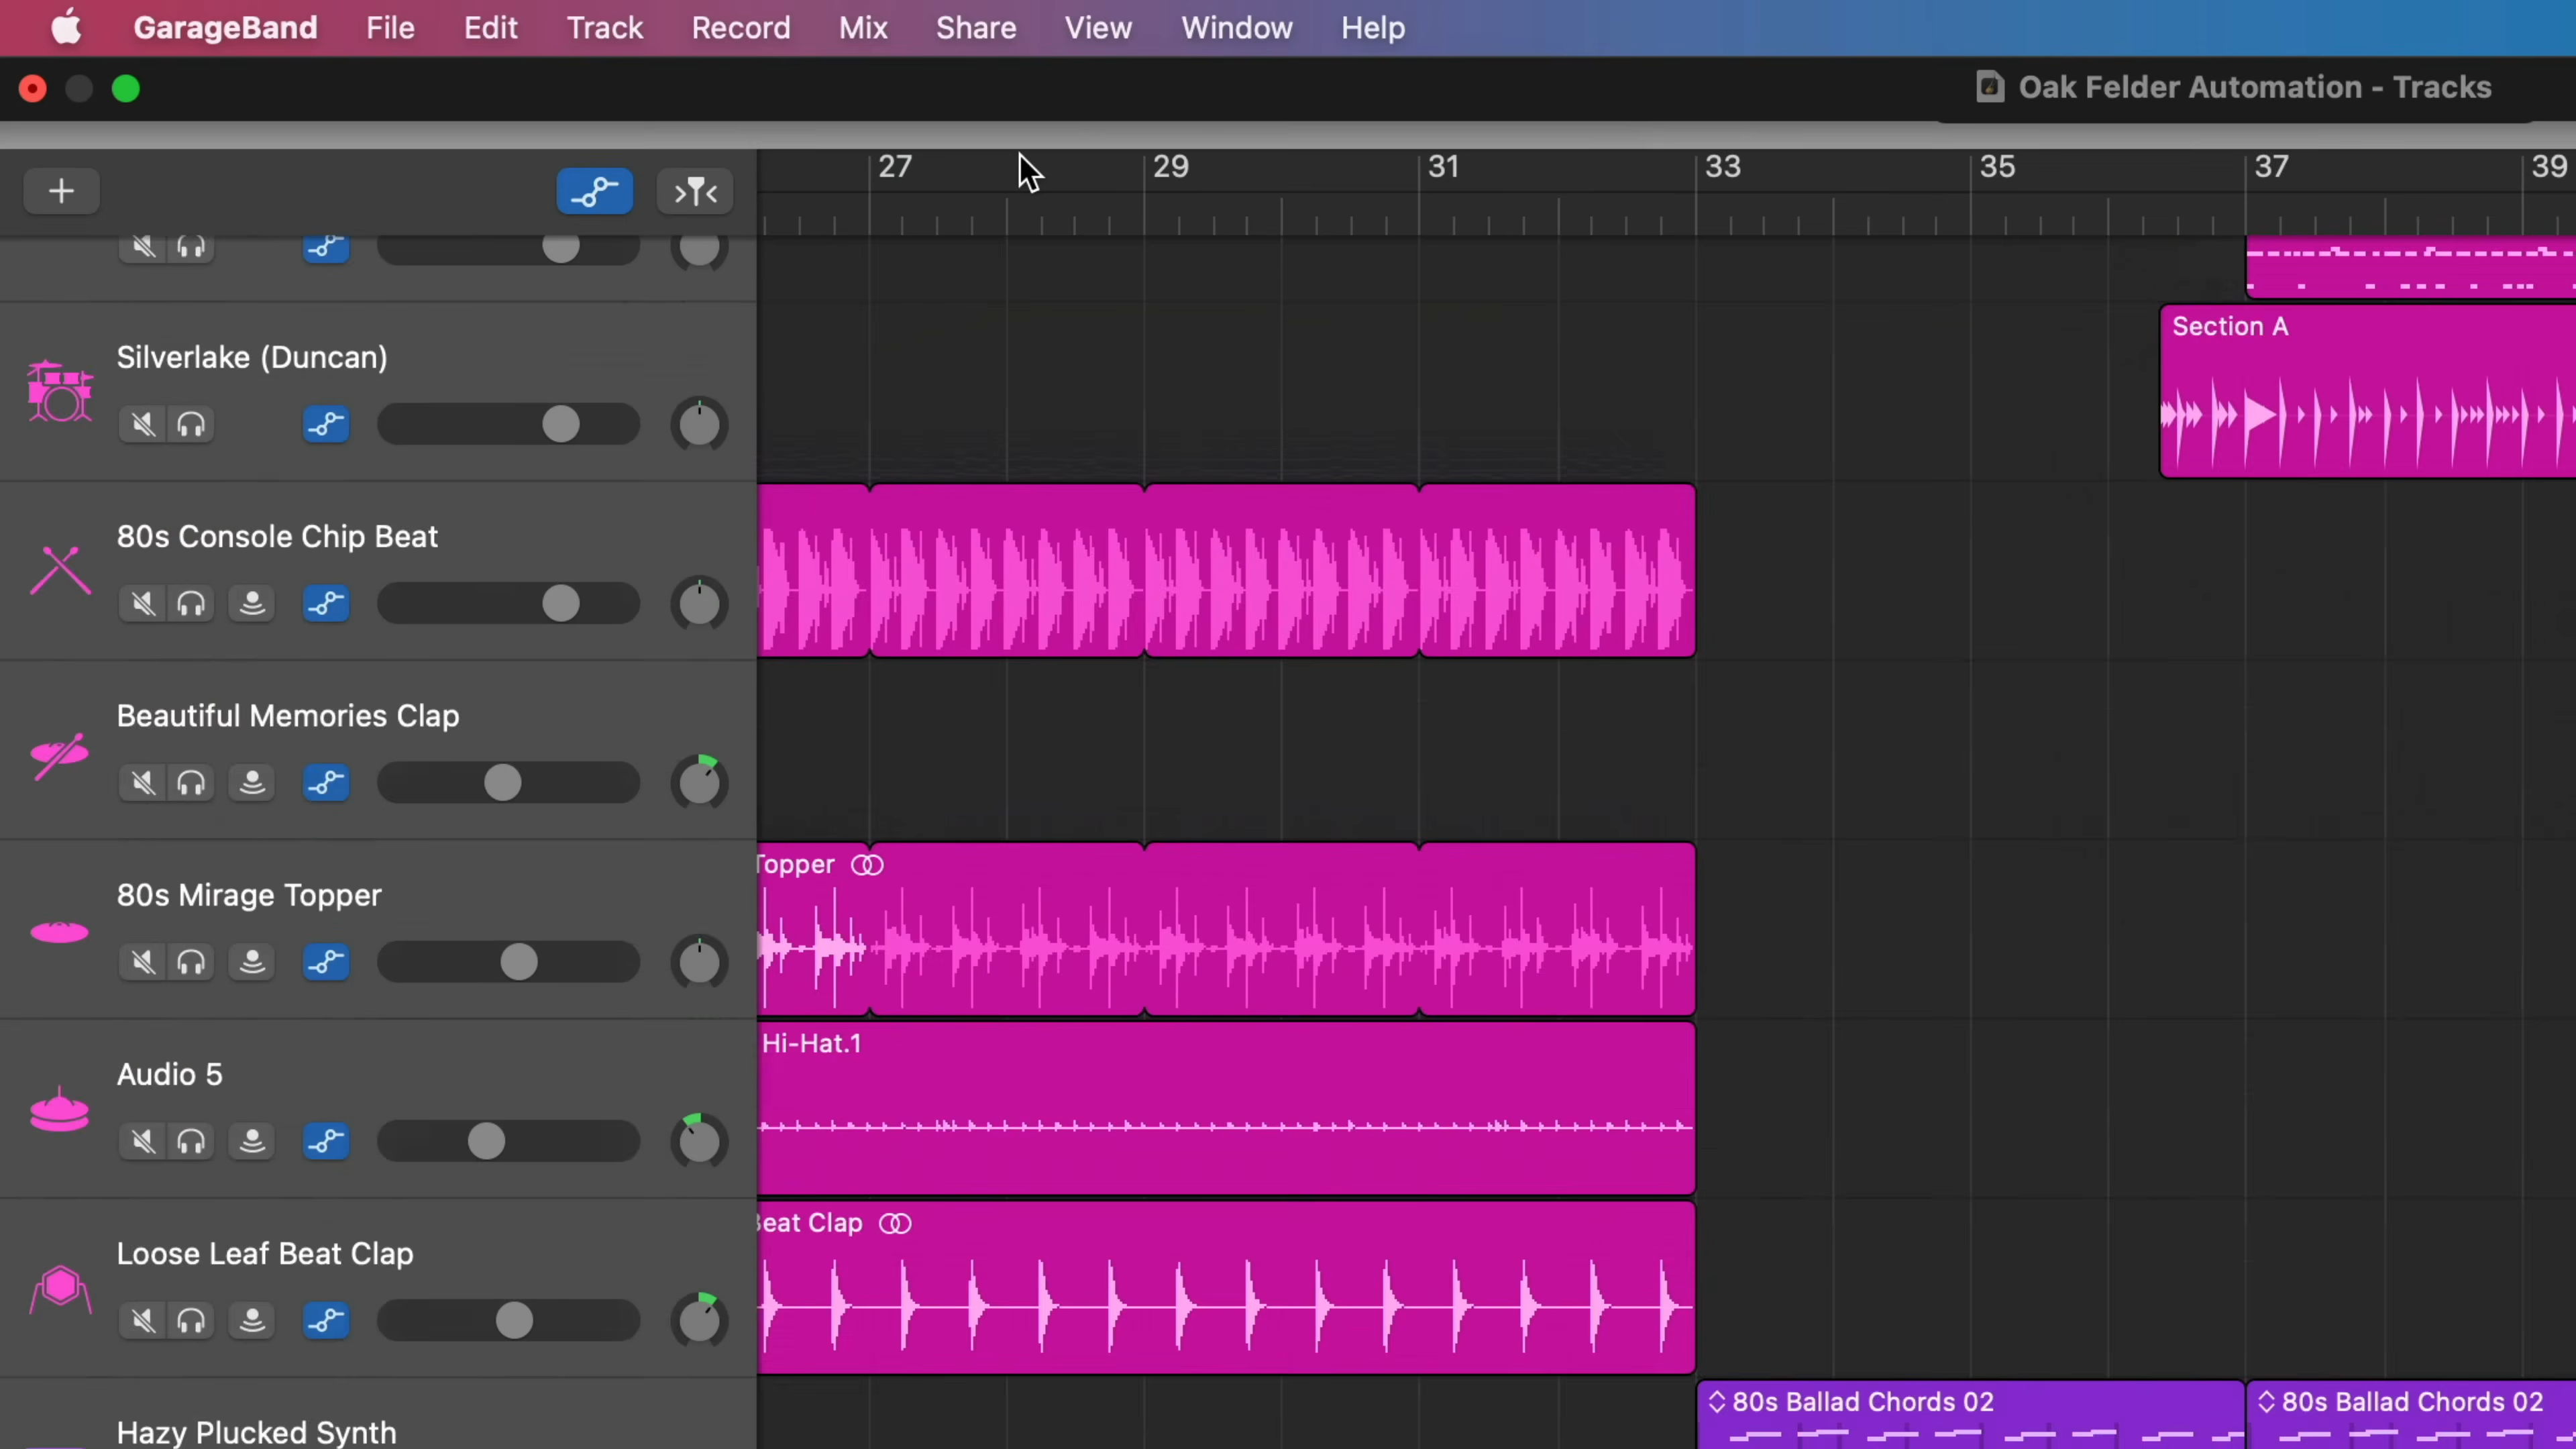 GarageBand File Edit Track Record Mix Share View Window Help
Oak Felder Automation - Tracks
27 29 31 33 35 37 39
Silverlake (Duncan)
Section A
80s Console Chip Beat
Beautiful Memories Clap
80s Mirage Topper
Topper
Audio 5
Hi-Hat.1
Loose Leaf Beat Clap
Beat Clap
Hazy Plucked Synth
80s Ballad Chords 02
80s Ballad Chords 02